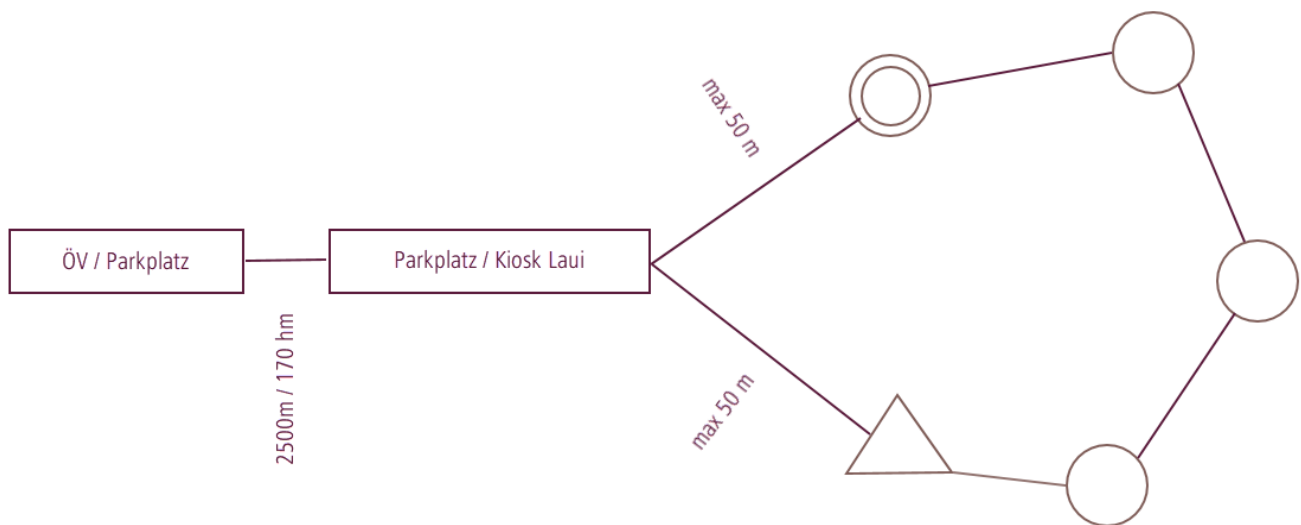 ÖV / Parkplatz
2500m / 170 hm
Parkplatz / Kiosk Laui
max 50 m
max 50 m